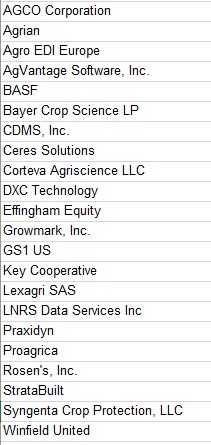 AGCO Corporation
Agrian
Agro EDI Europe
AgVantage Software, Inc.
BASF
Bayer Crop Science LP
CDMS, Inc.
Ceres Solutions
Corteva Agriscience LLC
DXC Technology
Effingham Equity
Growmark, Inc.
GS1 US
Key Cooperative
Lexagri SAS
LNRS Data Services Inc
Praxidyn
Proagrica
Rosen's, Inc.
StrataBuilt
Syngenta Crop Protection, LLC
Winfield United